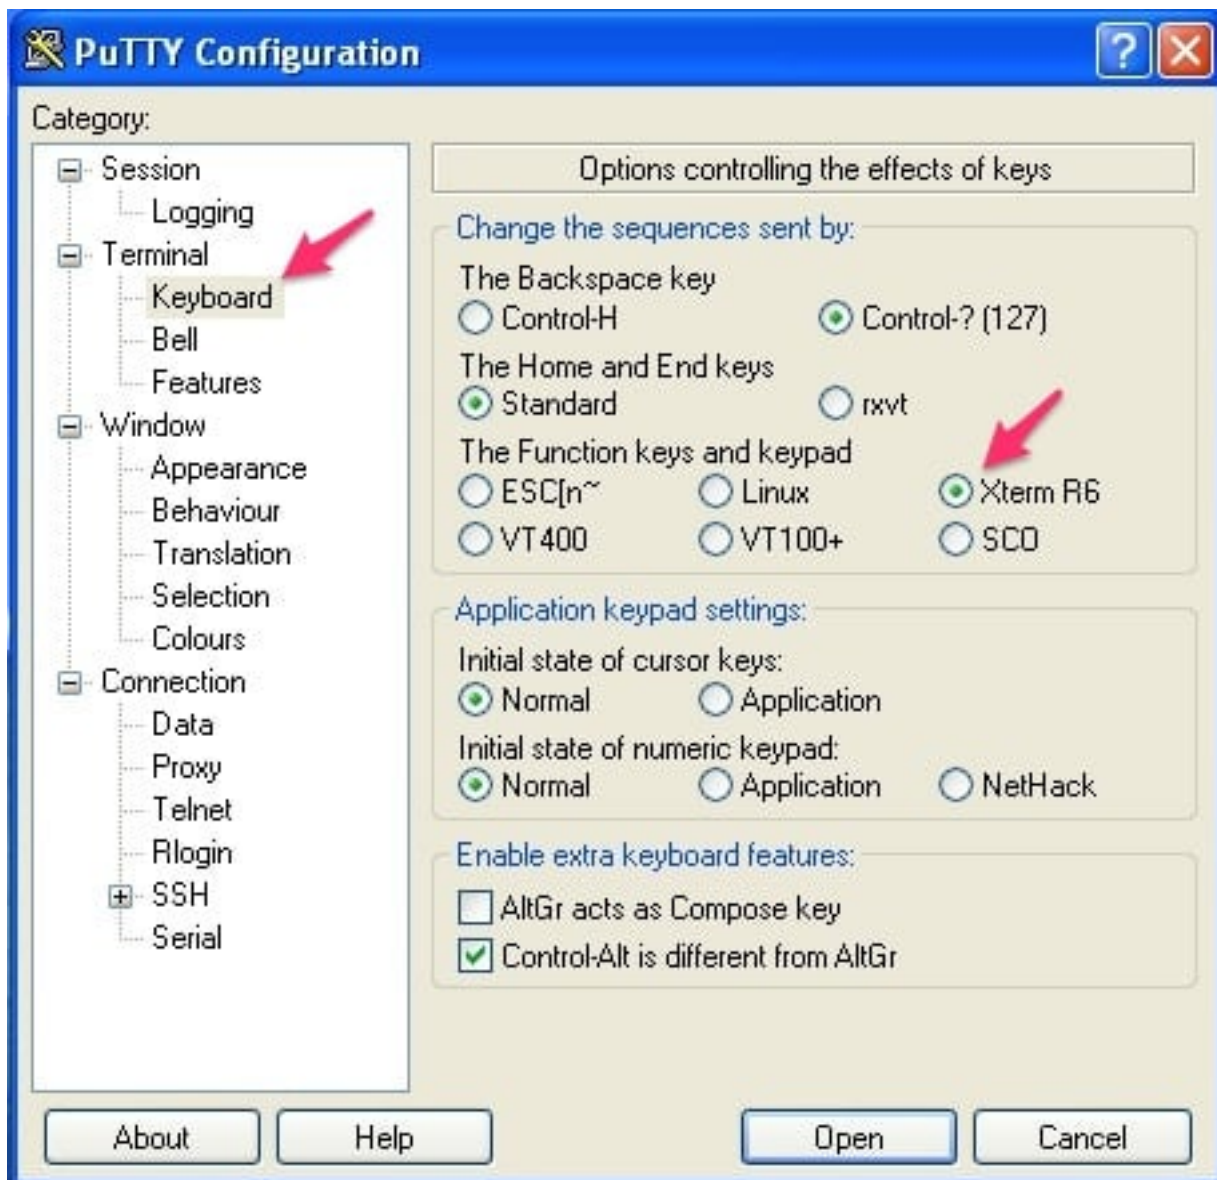 PuTTY Configuration
Category:
Session
Logging
Terminal
Keyboard
Bell
Features
Window
Appearance
Behaviour
Translation
Selection
Colours
Connection
Data
Proxy
Telnet
Rlogin
SSH
Serial
Options controlling the effects of keys
Change the sequences sent by:
The Backspace key
Control-H Control-? (127)
The Home and End keys
Standard rxvt
The Function keys and keypad
ESC[n~ Linux Xterm R6
VT400 VT100+ SCO
Application keypad settings:
Initial state of cursor keys:
Normal Application
Initial state of numeric keypad:
Normal Application NetHack
Enable extra keyboard features:
AltGr acts as Compose key
Control-Alt is different from AltGr
About Help Open Cancel